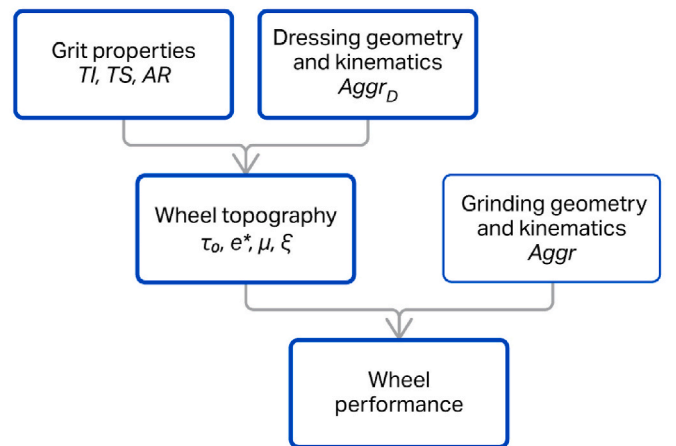 Grit properties
TI, TS, AR
Dressing geometry
and kinematics
Aggr_D
Wheel topography
τ₀, e*, μ, ξ
Grinding geometry
and kinematics
Aggr
Wheel
performance